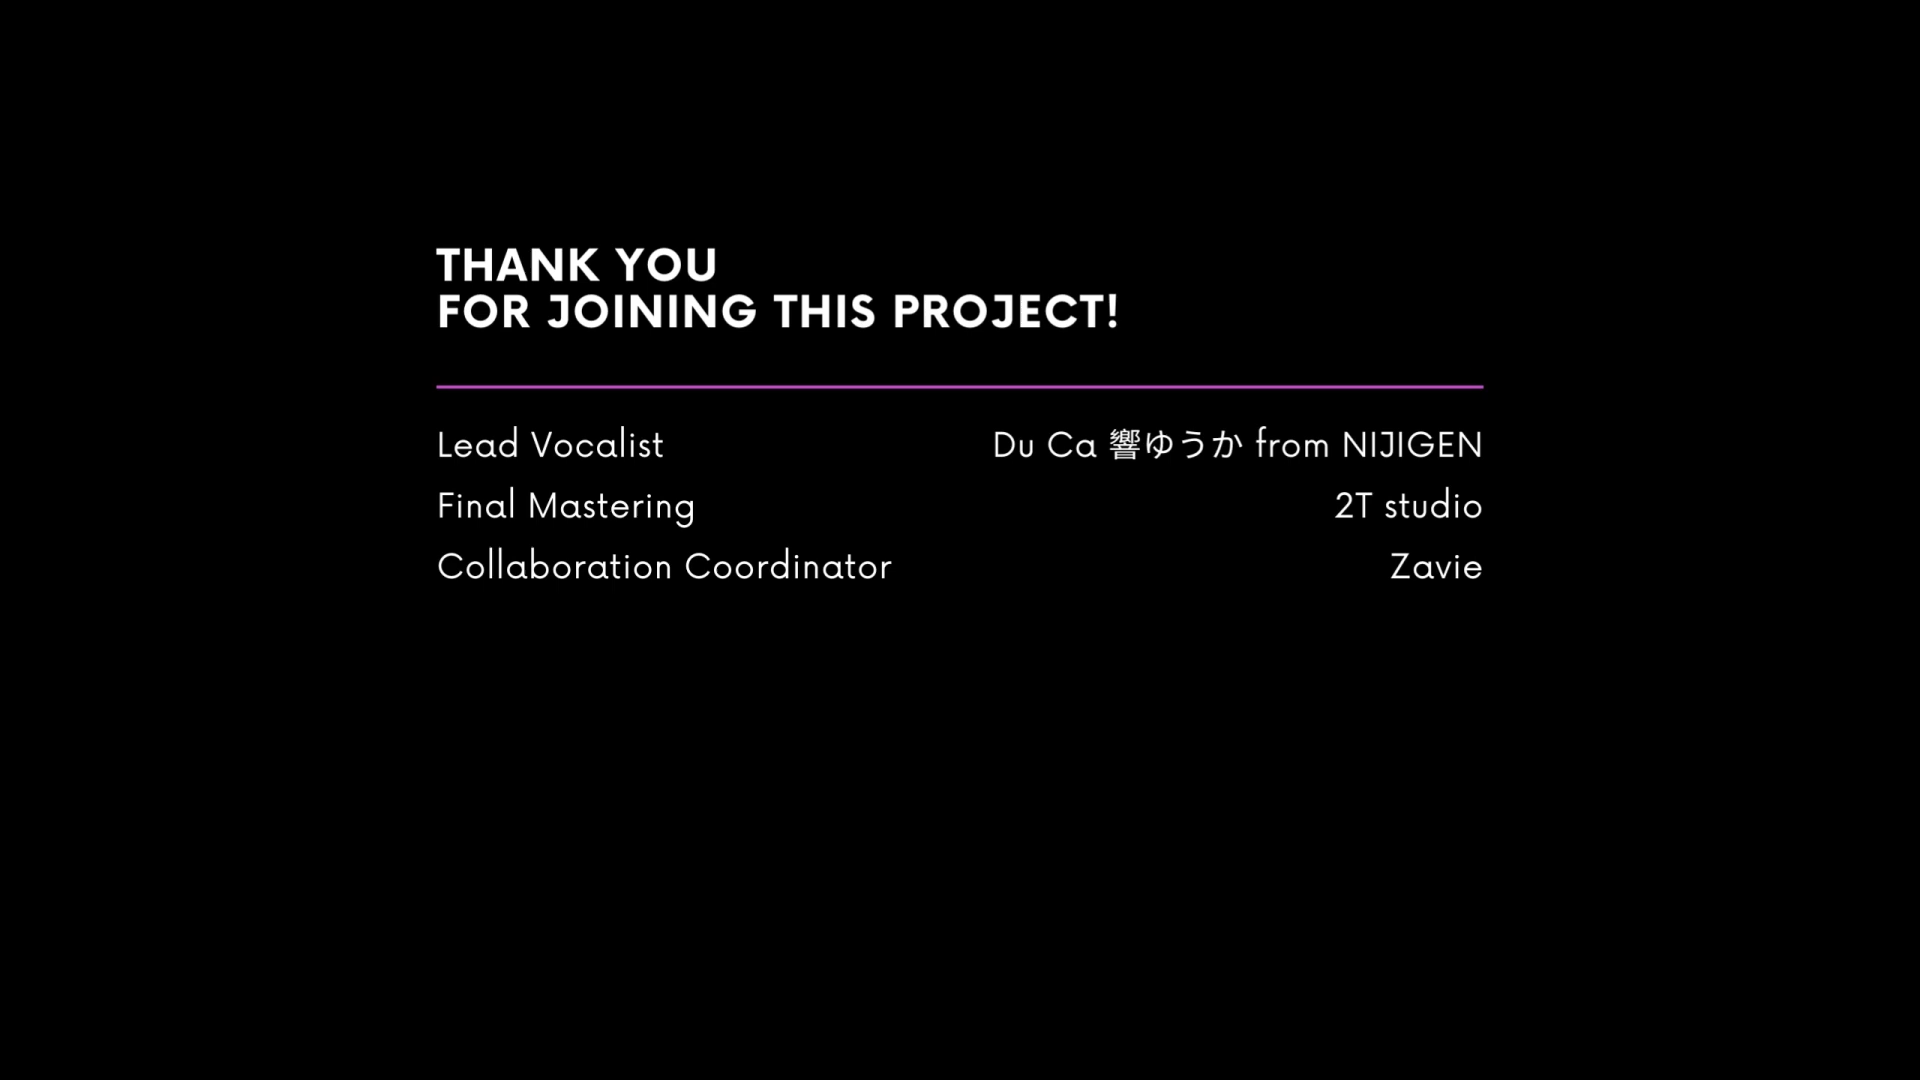 THANK YOU
FOR JOINING THIS PROJECT!
Lead Vocalist Du Ca 響ゆうか from NIJIGEN
Final Mastering 2T studio
Collaboration Coordinator Zavie